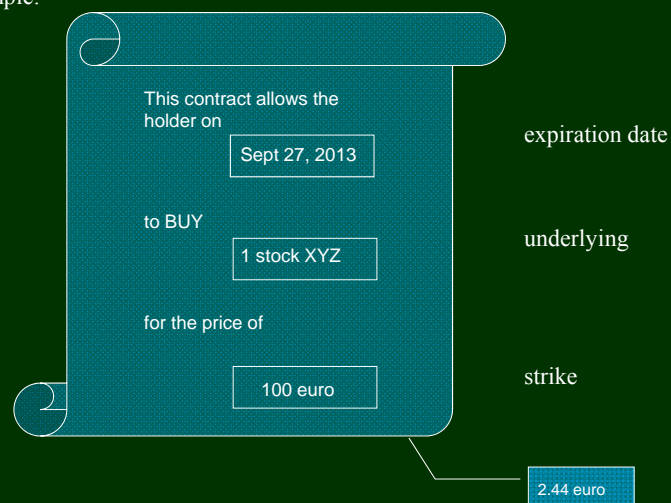 This contract allows the
holder on
Sept 27, 2013
expiration date
to BUY
1 stock XYZ
underlying
for the price of
100 euro
strike
2.44 euro